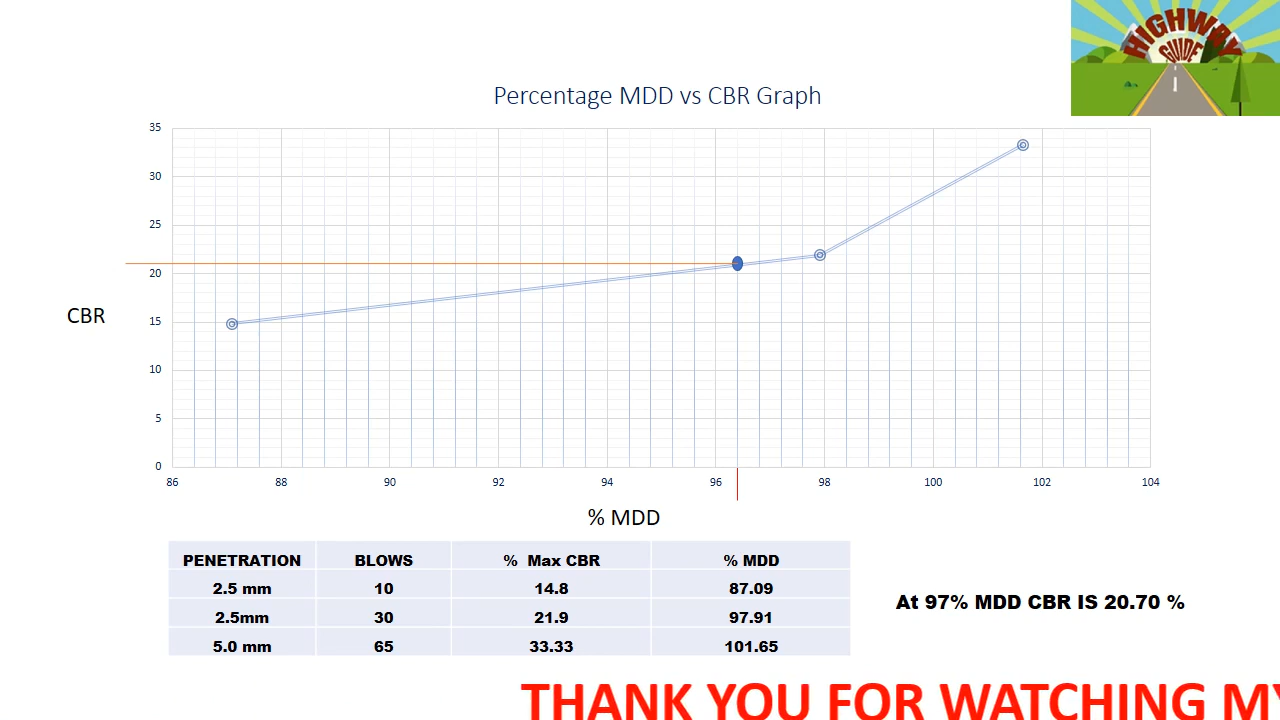 HIGHWAY
GUIDE
Percentage MDD vs CBR Graph
35
30
25
20
15
10
5
0
CBR
86 88 90 92 94 96 98 100 102 104
% MDD
PENETRATION BLOWS % Max CBR % MDD
2.5 mm 10 14.8 87.09
2.5mm 30 21.9 97.91
5.0 mm 65 33.33 101.65
At 97% MDD CBR IS 20.70 %
THANK YOU FOR WATCHING MY